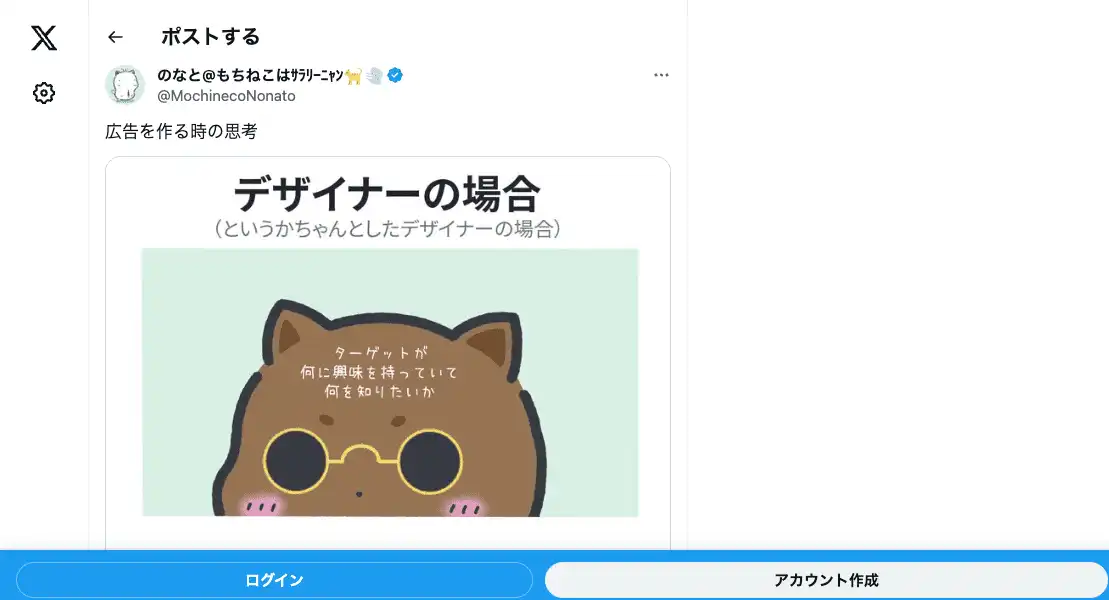 ポストする
のなと@もちねこはｻﾗﾘｰﾆｬﾝ🐈💨
@MochinecoNonato
広告を作る時の思考
デザイナーの場合
（というかちゃんとしたデザイナーの場合）
ターゲットが
何に興味を持っていて
何を知りたいか
ログイン
アカウント作成